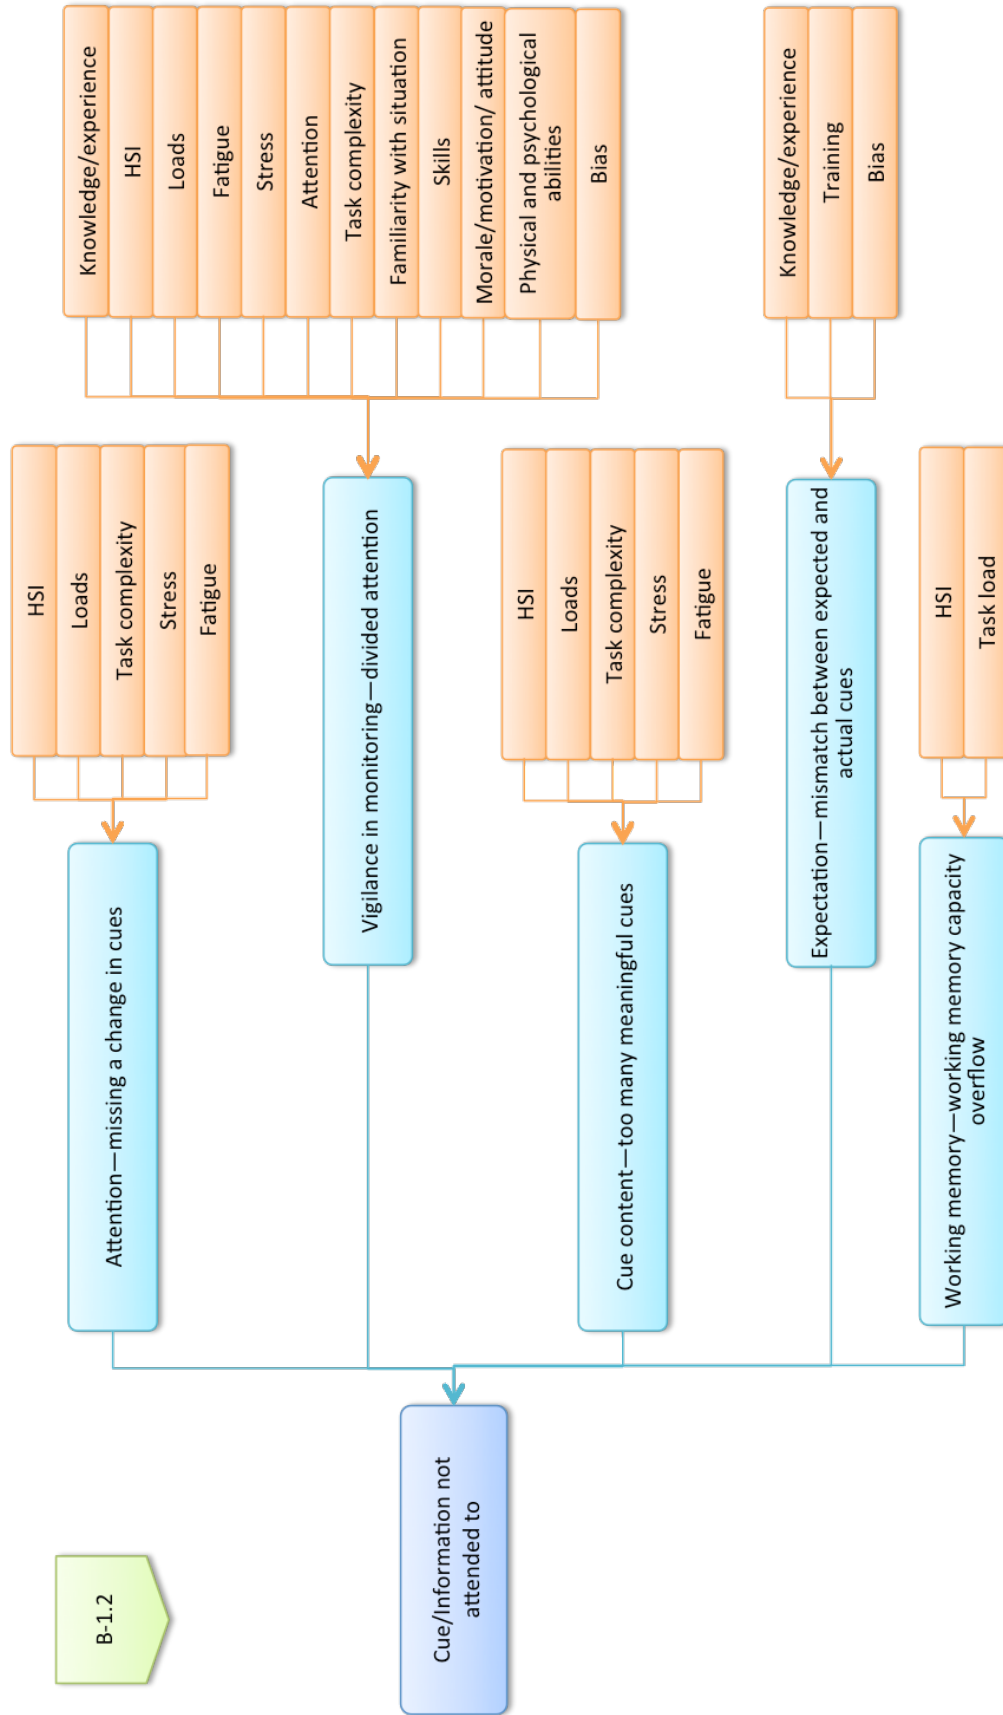 B-1.2
Cue/Information not
attended to
Attention—missing a change in cues
HSI
Loads
Task complexity
Stress
Fatigue
Vigilance in monitoring—divided attention
Knowledge/experience
HSI
Loads
Fatigue
Stress
Attention
Task complexity
Familiarity with situation
Skills
Morale/motivation/ attitude
Physical and psychological
abilities
Bias
Cue content—too many meaningful cues
HSI
Loads
Task complexity
Stress
Fatigue
Expectation—mismatch between expected and
actual cues
Knowledge/experience
Training
Bias
Working memory—working memory capacity
overflow
HSI
Task load